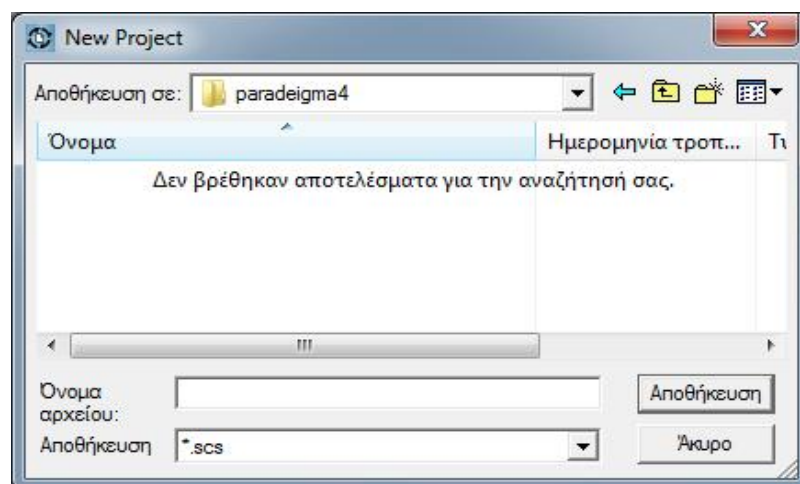 New Project
Αποθήκευση σε: paradeigma4
Όνομα Ημερομηνία τροπ... Τι
Δεν βρέθηκαν αποτελέσματα για την αναζήτησή σας.
Όνομα αρχείου:
Αποθήκευση
Αποθήκευση *.scs
Άκυρο